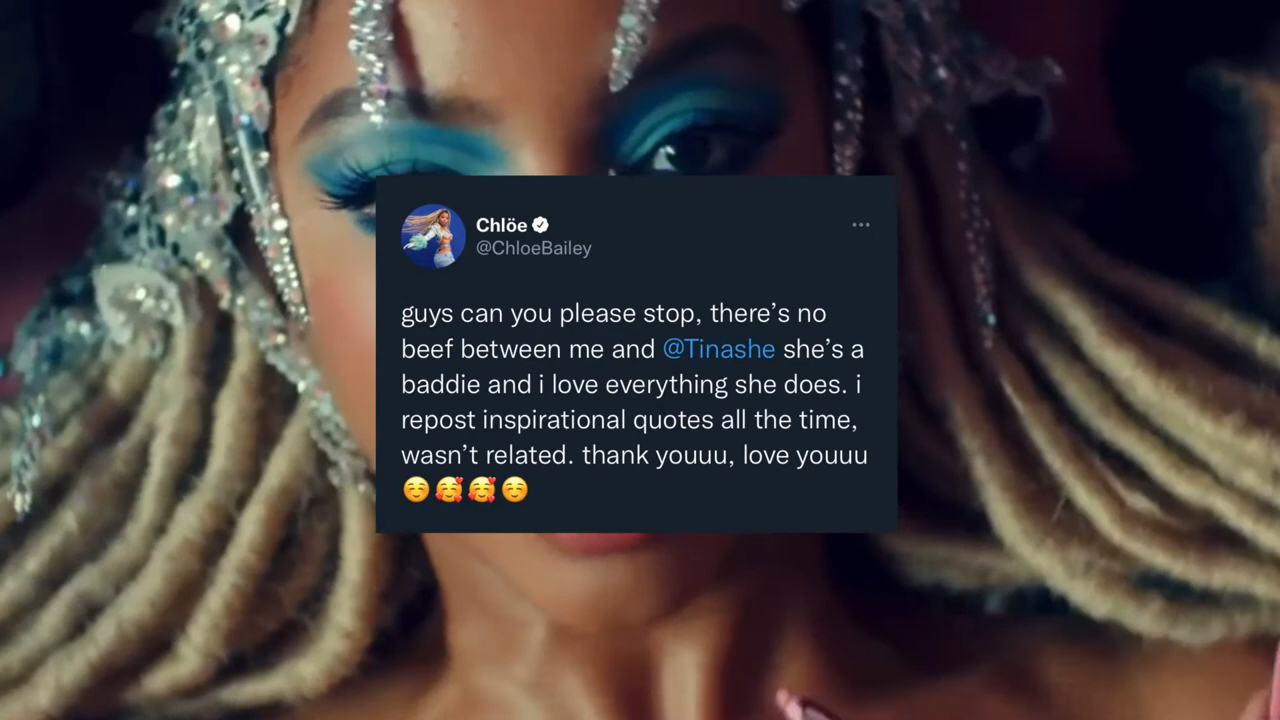 Chlöe
@ChloeBailey
guys can you please stop, there’s no
beef between me and @Tinashe she’s a
baddie and i love everything she does. i
repost inspirational quotes all the time,
wasn’t related. thank youuu, love youuu
☺️🥰🥰☺️